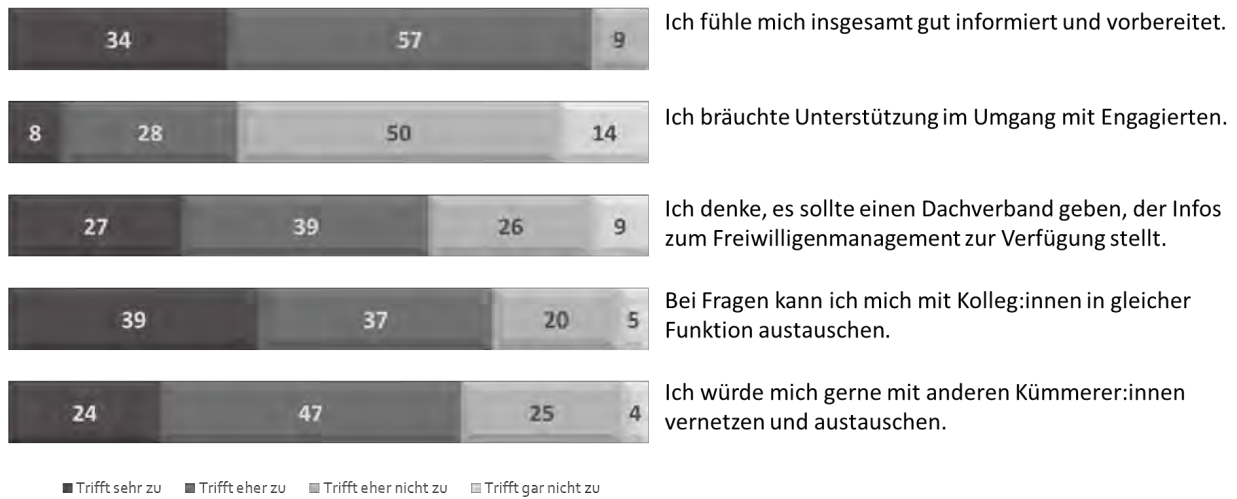 34 57 9 Ich fühle mich insgesamt gut informiert und vorbereitet.
8 28 50 14 Ich bräuchte Unterstützung im Umgang mit Engagierten.
27 39 26 9 Ich denke, es sollte einen Dachverband geben, der Infos
zum Freiwilligenmanagement zur Verfügung stellt.
39 37 20 5 Bei Fragen kann ich mich mit Kolleg:innen in gleicher
Funktion austauschen.
24 47 25 4 Ich würde mich gerne mit anderen Kümmerer:innen
vernetzen und austauschen.
Trifft sehr zu Trifft eher zu Trifft eher nicht zu Trifft gar nicht zu